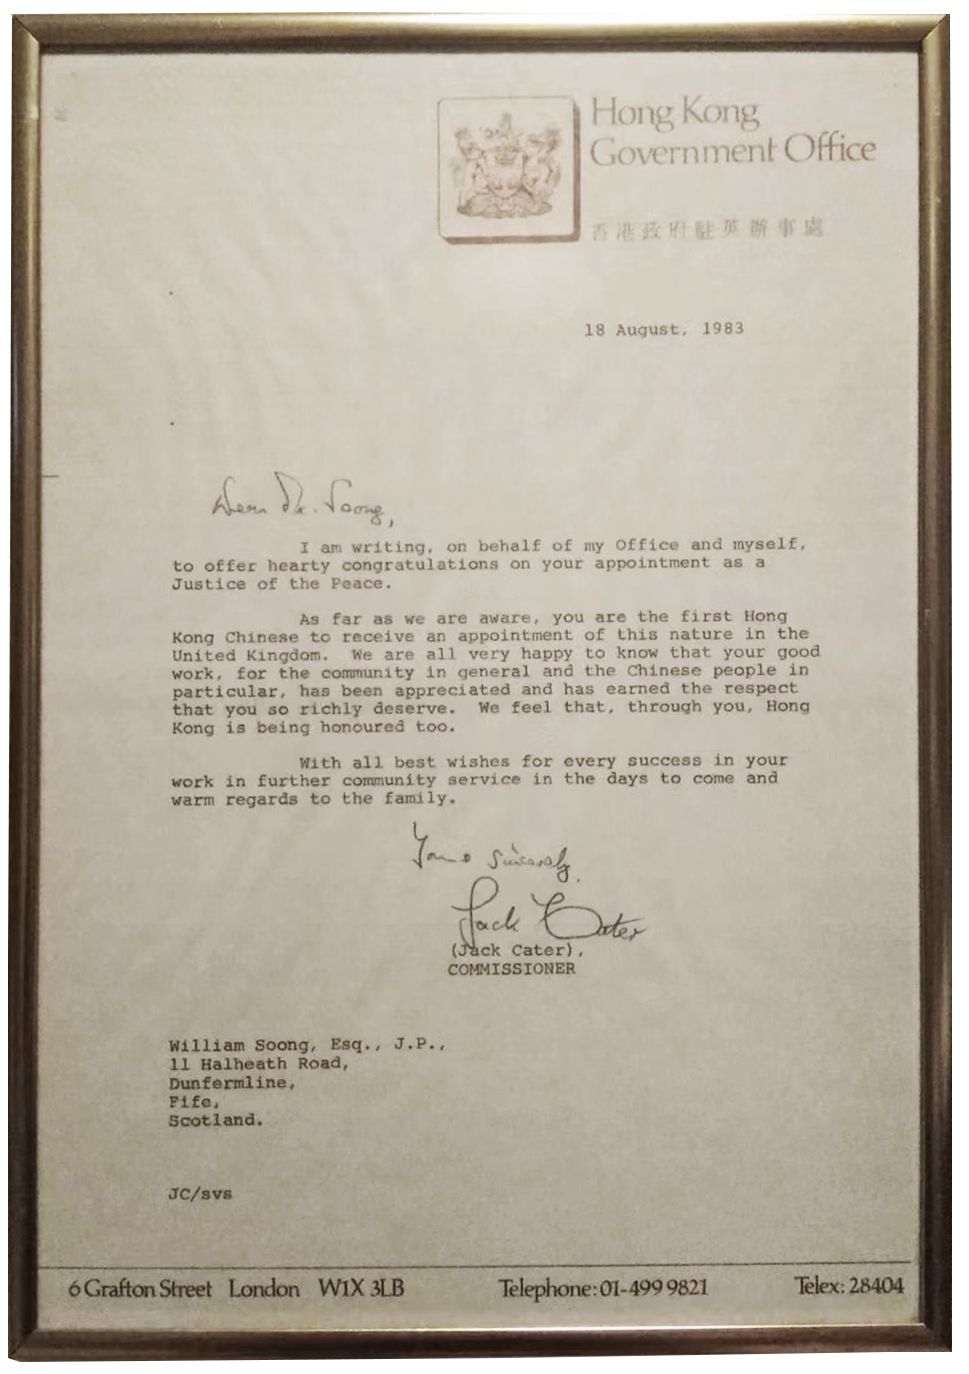 Hong Kong
Government Office
香港政府駐英辦事處
18 August, 1983
Dear Mr. Soong,
I am writing, on behalf of my Office and myself,
to offer hearty congratulations on your appointment as a
Justice of the Peace.
As far as we are aware, you are the first Hong
Kong Chinese to receive an appointment of this nature in the
United Kingdom. We are all very happy to know that your good
work, for the community in general and the Chinese people in
particular, has been appreciated and has earned the respect
that you so richly deserve. We feel that, through you, Hong
Kong is being honoured too.
With all best wishes for every success in your
work in further community service in the days to come and
warm regards to the family.
Yours sincerely,
Jack Cater
(Jack Cater),
COMMISSIONER
William Soong, Esq., J.P.,
11 Halheath Road,
Dunfermline,
Fife,
Scotland.
JC/svs
6 Grafton Street London W1X 3LB Telephone: 01-499 9821 Telex: 28404